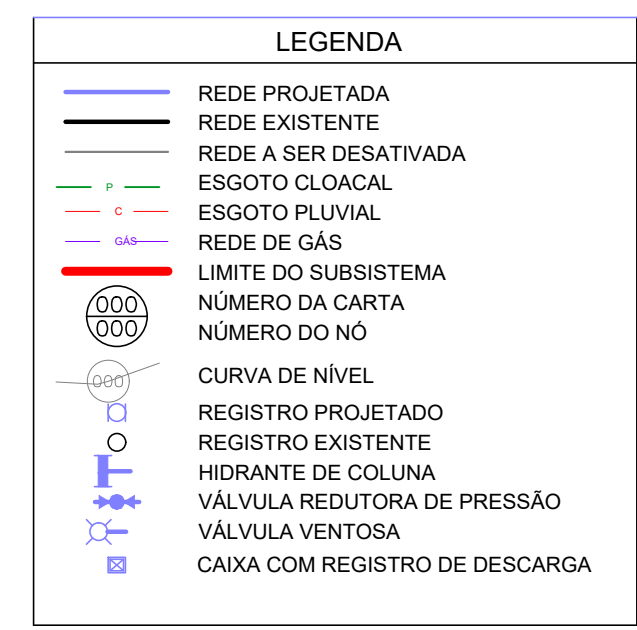 LEGENDA
REDE PROJETADA
REDE EXISTENTE
REDE A SER DESATIVADA
P ESGOTO CLOACAL
C ESGOTO PLUVIAL
GÁS REDE DE GÁS
LIMITE DO SUBSISTEMA
000 NÚMERO DA CARTA
000 NÚMERO DO NÓ
000 CURVA DE NÍVEL
REGISTRO PROJETADO
REGISTRO EXISTENTE
HIDRANTE DE COLUNA
VÁLVULA REDUTORA DE PRESSÃO
VÁLVULA VENTOSA
CAIXA COM REGISTRO DE DESCARGA